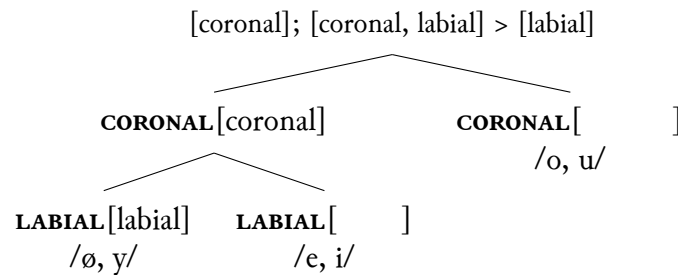 [coronal]; [coronal, labial] > [labial]
CORONAL[coronal] CORONAL[ ]
/o, u/
LABIAL[labial] LABIAL[ ]
/ø, y/ /e, i/